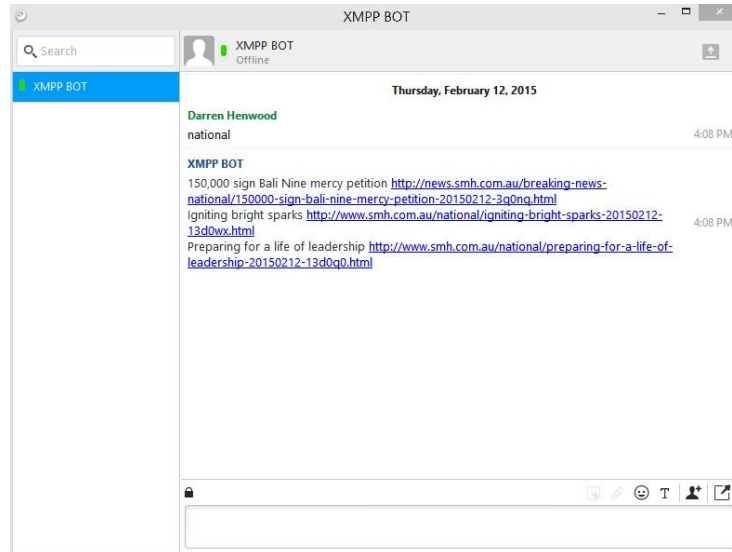 XMPP BOT
Search
XMPP BOT
Offline
XMPP BOT
Thursday, February 12, 2015
Darren Henwood
national
4:08 PM
XMPP BOT
150,000 sign Bali Nine mercy petition http://news.smh.com.au/breaking-news-
national/150000-sign-bali-nine-mercy-petition-20150212-3q0nq.html
Igniting bright sparks http://www.smh.com.au/national/igniting-bright-sparks-20150212-
13d0wx.html
4:08 PM
Preparing for a life of leadership http://www.smh.com.au/national/preparing-for-a-life-of-
leadership-20150212-13d0q0.html
T